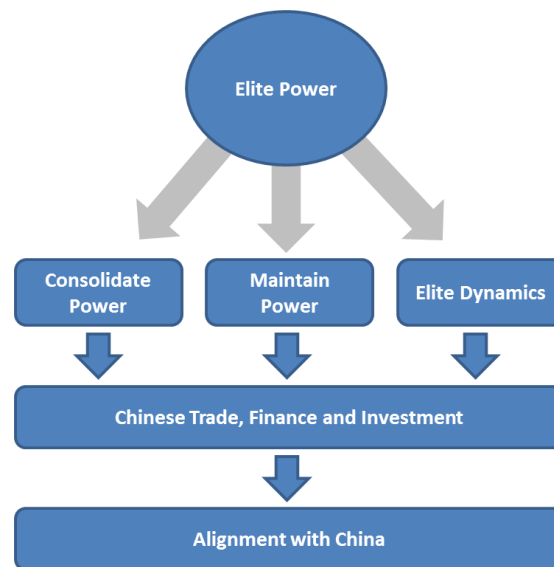 Elite Power
Consolidate
Power
Maintain
Power
Elite Dynamics
Chinese Trade, Finance and Investment
Alignment with China